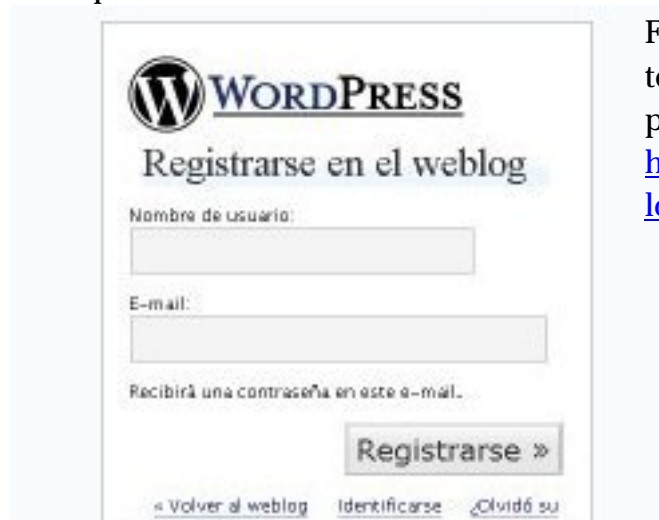 WORDPRESS
Registrarse en el weblog
Nombre de usuario:
E-mail:
Recibirà una contraseña en este e-mail.
Registrarse »
« Volver al weblog Identificarse ¿Olvidó su